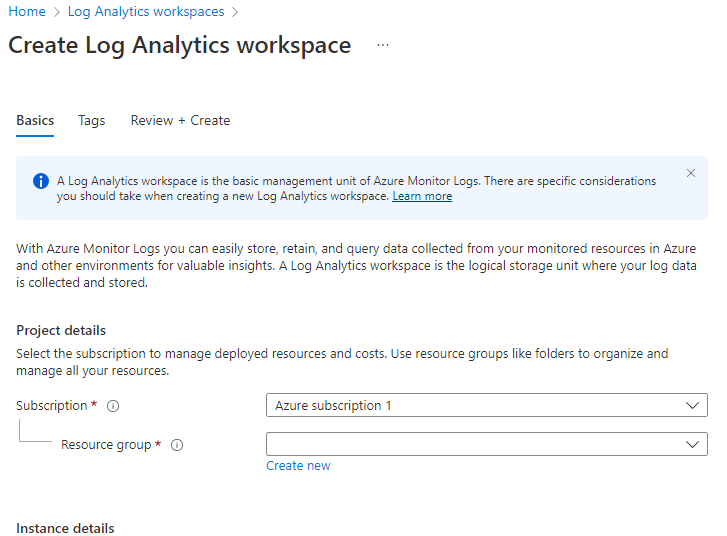 Home > Log Analytics workspaces >
Create Log Analytics workspace ...
Basics Tags Review + Create
A Log Analytics workspace is the basic management unit of Azure Monitor Logs. There are specific considerations
you should take when creating a new Log Analytics workspace. Learn more
With Azure Monitor Logs you can easily store, retain, and query data collected from your monitored resources in Azure
and other environments for valuable insights. A Log Analytics workspace is the logical storage unit where your log data
is collected and stored.
Project details
Select the subscription to manage deployed resources and costs. Use resource groups like folders to organize and
manage all your resources.
Subscription * Azure subscription 1
Resource group *
Create new
Instance details